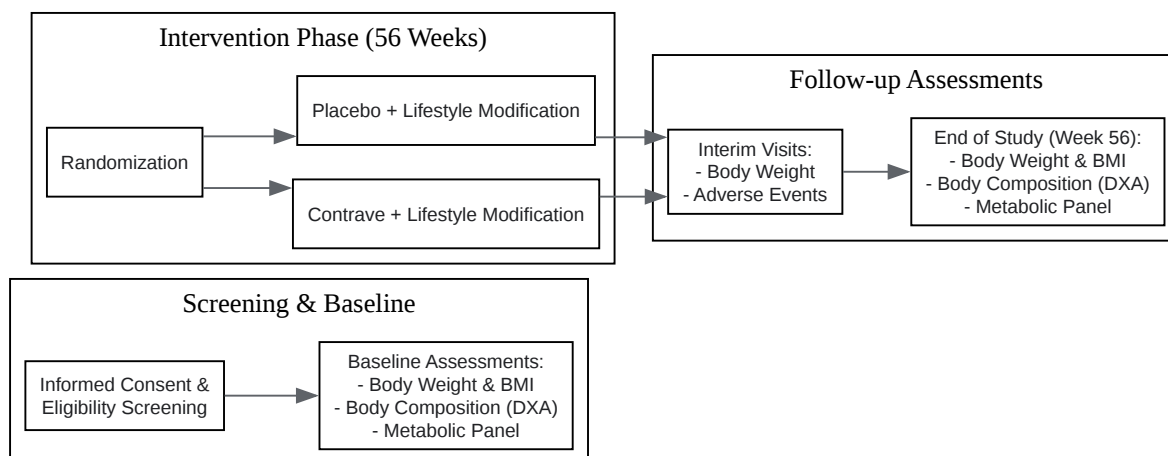 Intervention Phase (56 Weeks)
Randomization
Placebo + Lifestyle Modification
Contrave + Lifestyle Modification
Follow-up Assessments
Interim Visits:
- Body Weight
- Adverse Events
End of Study (Week 56):
- Body Weight & BMI
- Body Composition (DXA)
- Metabolic Panel
Screening & Baseline
Informed Consent &
Eligibility Screening
Baseline Assessments:
- Body Weight & BMI
- Body Composition (DXA)
- Metabolic Panel